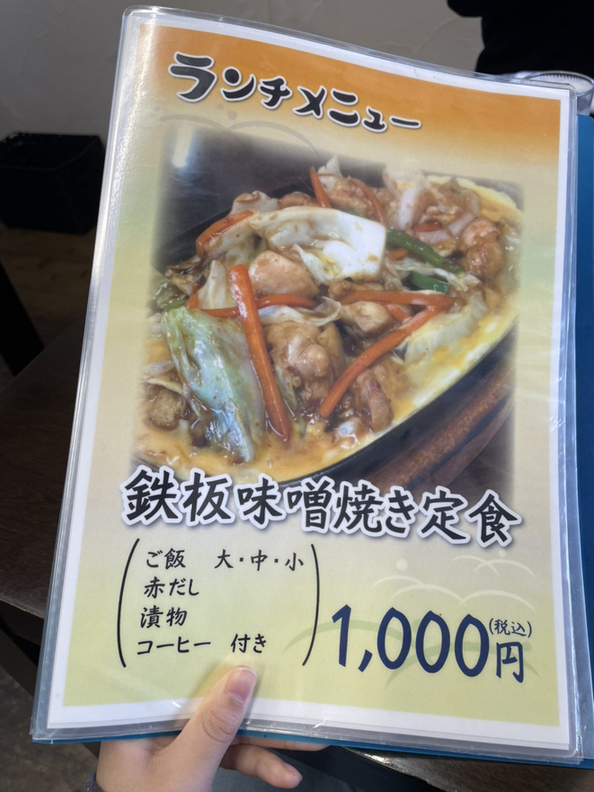 ランチメニュー
鉄板味噌焼き定食
(ご飯　大・中・小
赤だし
漬物
コーヒー　付き)
1,000円(税込)